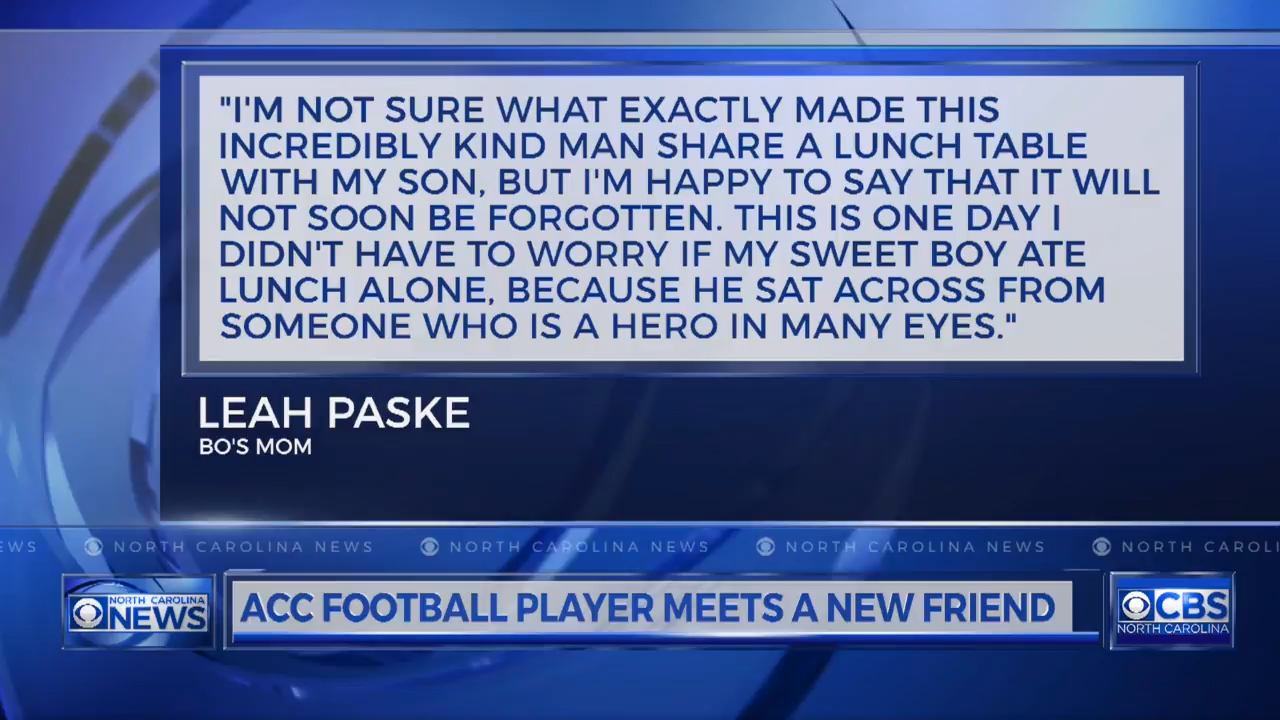 "I'M NOT SURE WHAT EXACTLY MADE THIS
INCREDIBLY KIND MAN SHARE A LUNCH TABLE
WITH MY SON, BUT I'M HAPPY TO SAY THAT IT WILL
NOT SOON BE FORGOTTEN. THIS IS ONE DAY I
DIDN'T HAVE TO WORRY IF MY SWEET BOY ATE
LUNCH ALONE, BECAUSE HE SAT ACROSS FROM
SOMEONE WHO IS A HERO IN MANY EYES."
LEAH PASKE
BO'S MOM
EWS NORTH CAROLINA NEWS NORTH CAROLINA NEWS NORTH CAROLINA NEWS NORTH CAROLI
NORTH CAROLINA
NEWS
ACC FOOTBALL PLAYER MEETS A NEW FRIEND
CBS
NORTH CAROLINA